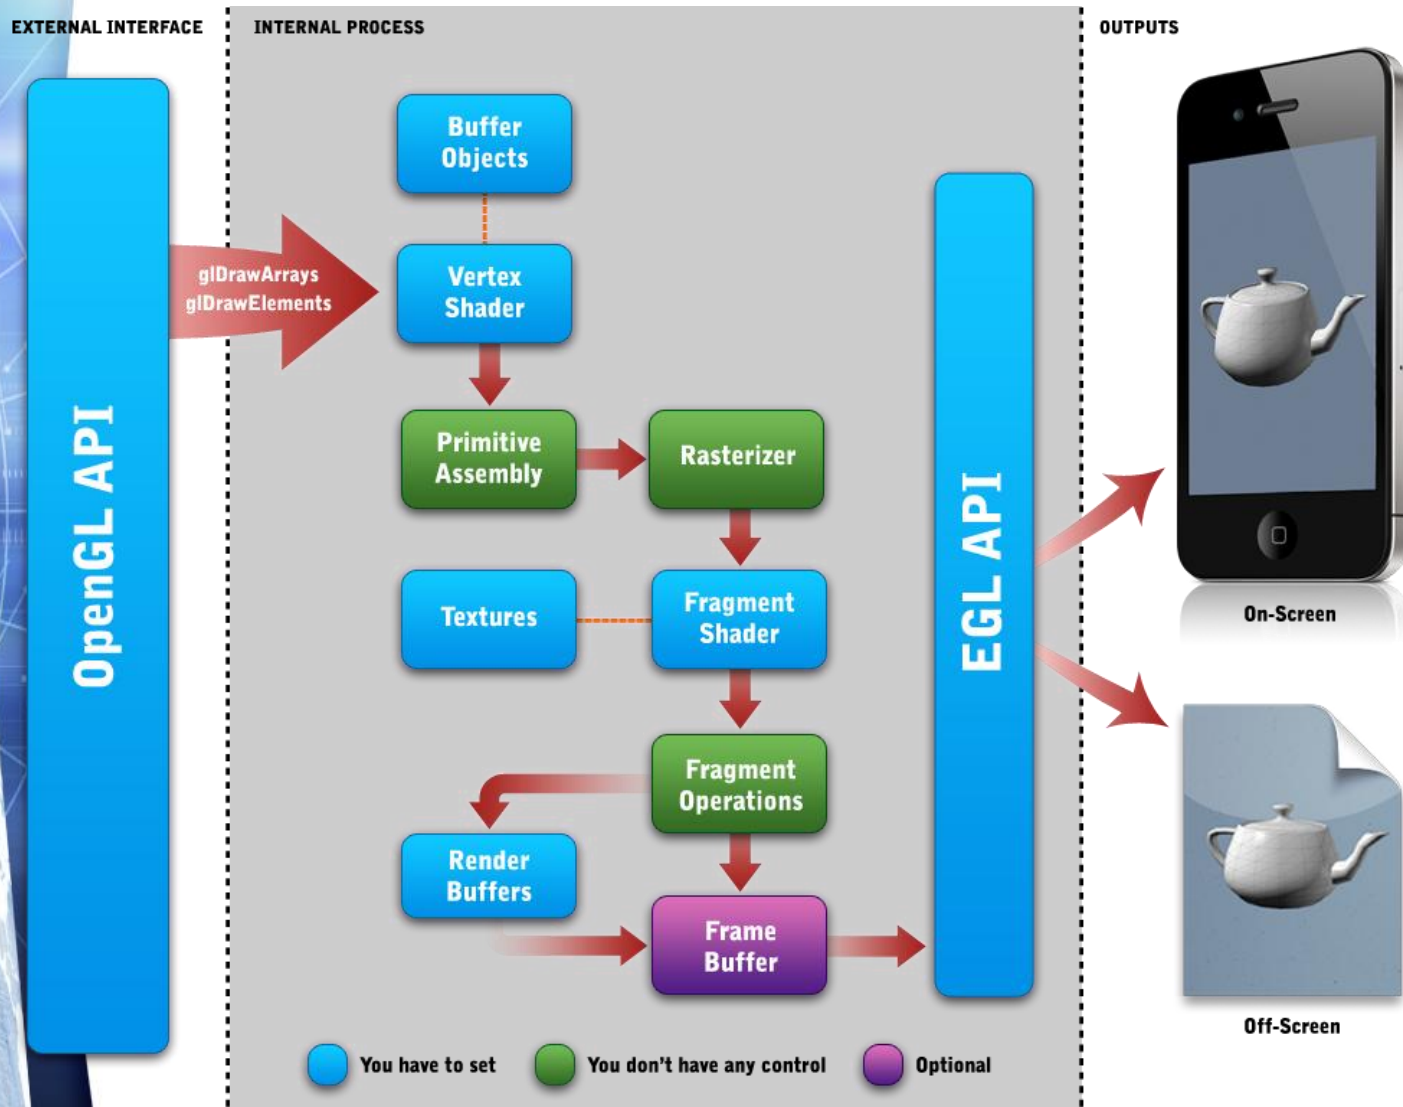 EXTERNAL INTERFACE
INTERNAL PROCESS
OUTPUTS
OpenGL API
glDrawArrays
glDrawElements
Buffer
Objects
Vertex
Shader
Primitive
Assembly
Rasterizer
Textures
Fragment
Shader
Fragment
Operations
Render
Buffers
Frame
Buffer
EGL API
On-Screen
Off-Screen
You have to set
You don't have any control
Optional